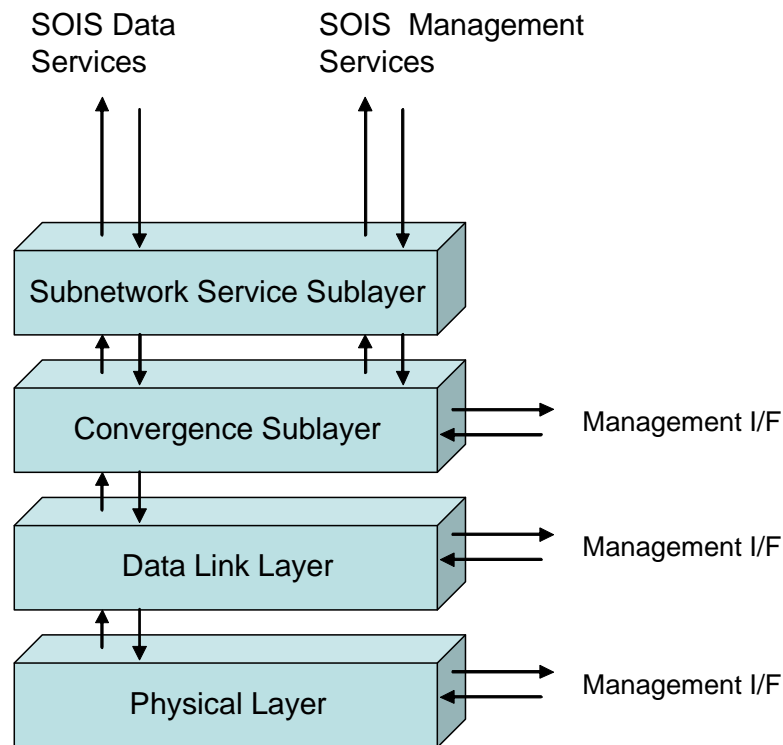 SOIS Data
Services
SOIS Management
Services
Subnetwork Service Sublayer
Convergence Sublayer
Management I/F
Data Link Layer
Management I/F
Physical Layer
Management I/F